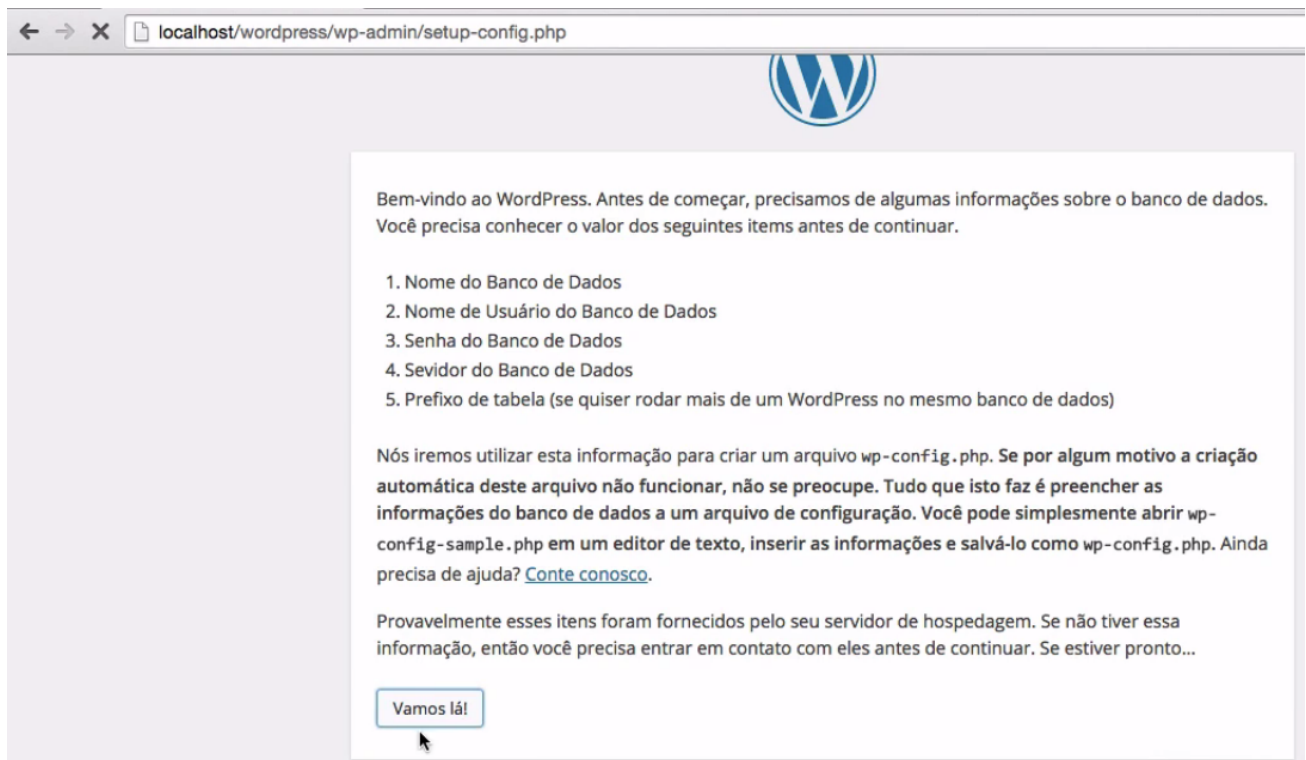 localhost/wordpress/wp-admin/setup-config.php
Bem-vindo ao WordPress. Antes de começar, precisamos de algumas informações sobre o banco de dados.
Você precisa conhecer o valor dos seguintes items antes de continuar.
1. Nome do Banco de Dados
2. Nome de Usuário do Banco de Dados
3. Senha do Banco de Dados
4. Sevidor do Banco de Dados
5. Prefixo de tabela (se quiser rodar mais de um WordPress no mesmo banco de dados)
Nós iremos utilizar esta informação para criar um arquivo wp-config.php. Se por algum motivo a criação
automática deste arquivo não funcionar, não se preocupe. Tudo que isto faz é preencher as
informações do banco de dados a um arquivo de configuração. Você pode simplesmente abrir wp-
config-sample.php em um editor de texto, inserir as informações e salvá-lo como wp-config.php. Ainda
precisa de ajuda? Conte conosco.
Provavelmente esses itens foram fornecidos pelo seu servidor de hospedagem. Se não tiver essa
informação, então você precisa entrar em contato com eles antes de continuar. Se estiver pronto...
Vamos lá!